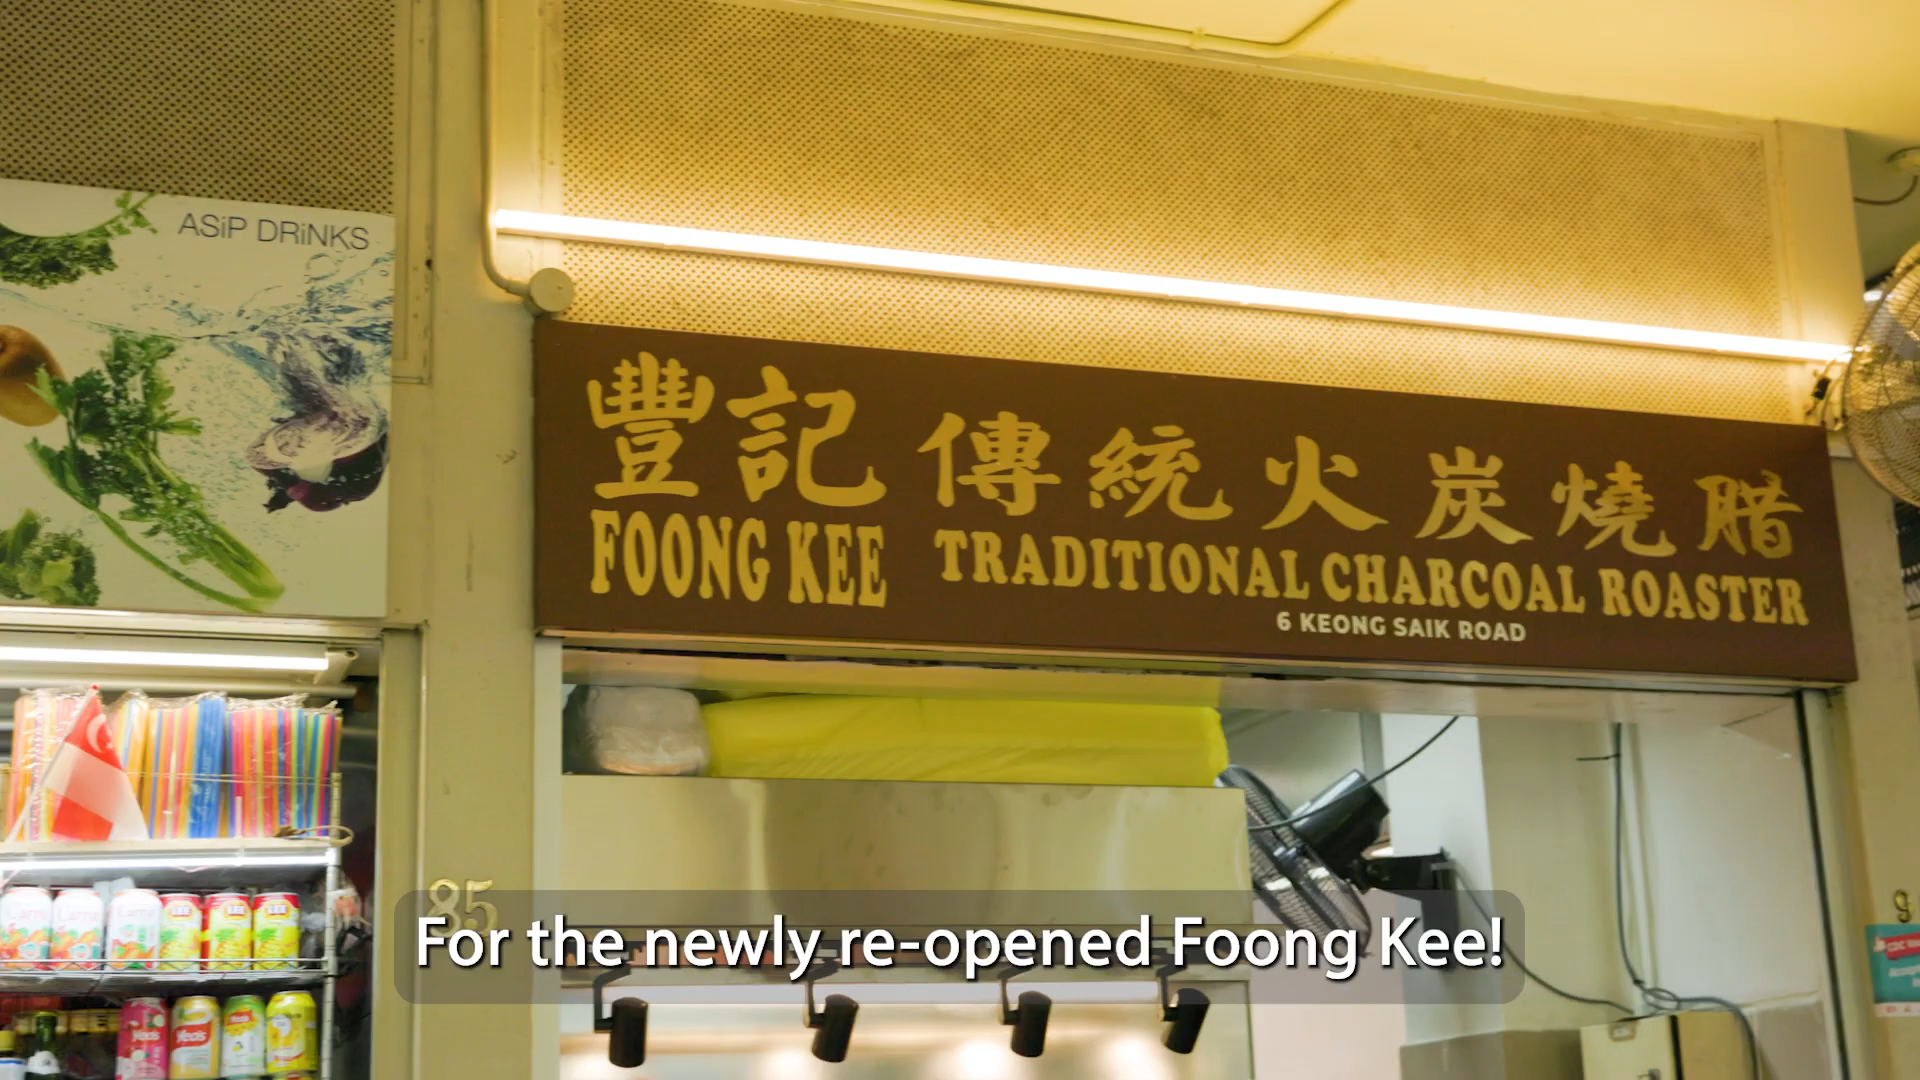 ASiP DRiNKS
豐記 傳統火炭燒腊
FOONG KEE TRADITIONAL CHARCOAL ROASTER
6 KEONG SAIK ROAD
85
For the newly re-opened Foong Kee!
Yeo's